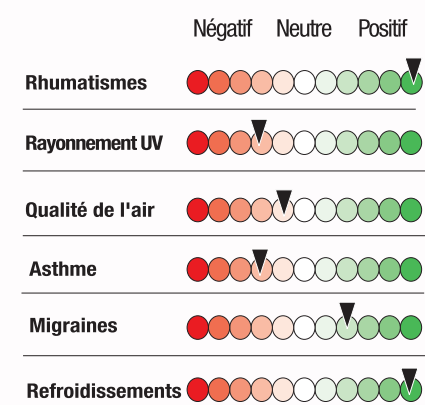 Négatif Neutre Positif
Rhumatismes
Rayonnement UV
Qualité de l'air
Asthme
Migraines
Refroidissements